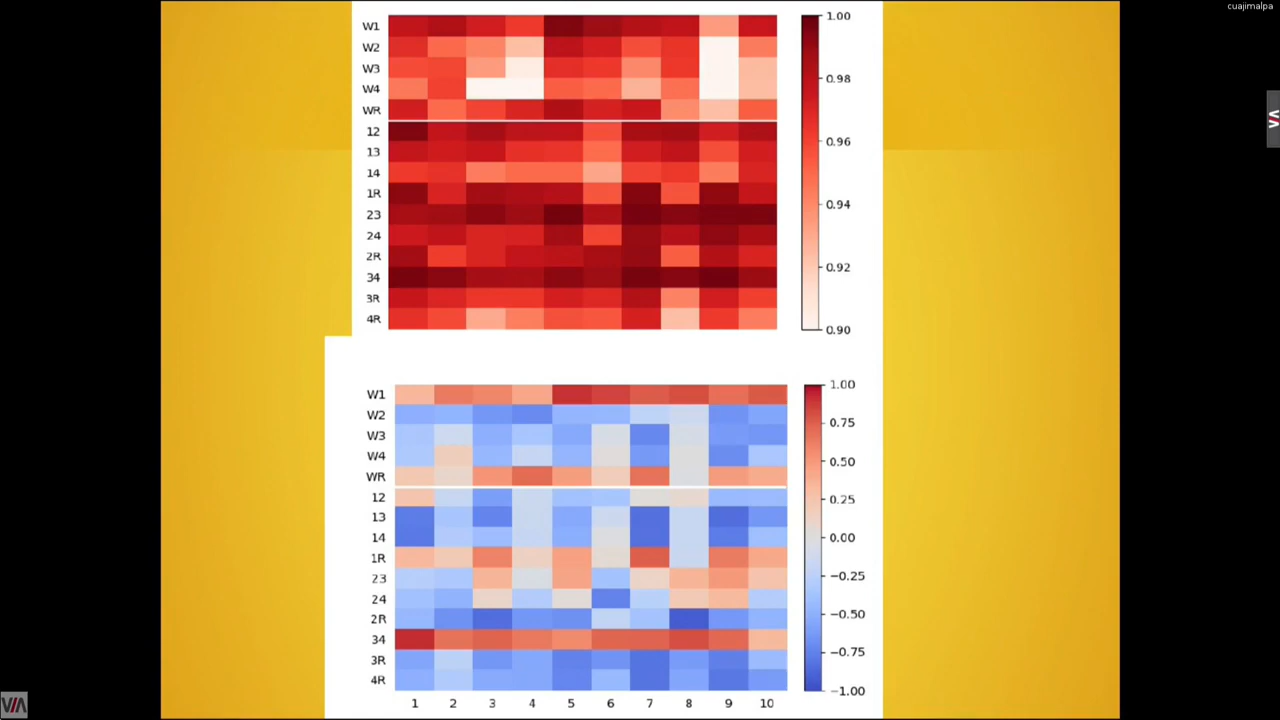 cuajimalpa
W1
W2
W3
W4
WR
12
13
14
1R
23
24
2R
34
3R
4R
1.00
0.98
0.96
0.94
0.92
0.90
W1
W2
W3
W4
WR
12
13
14
1R
23
24
2R
34
3R
4R
1 2 3 4 5 6 7 8 9 10
1.00
0.75
0.50
0.25
0.00
−0.25
−0.50
−0.75
−1.00
VIA
VIA